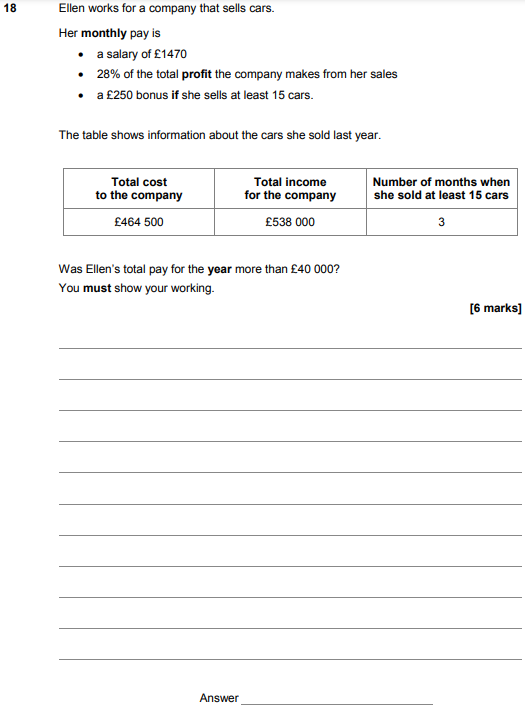 18 Ellen works for a company that sells cars.
Her monthly pay is
• a salary of £1470
• 28% of the total profit the company makes from her sales
• a £250 bonus if she sells at least 15 cars.
The table shows information about the cars she sold last year.
Total cost to the company
Total income for the company
Number of months when she sold at least 15 cars
£464 500 £538 000 3
Was Ellen's total pay for the year more than £40 000?
You must show your working.
[6 marks]
Answer